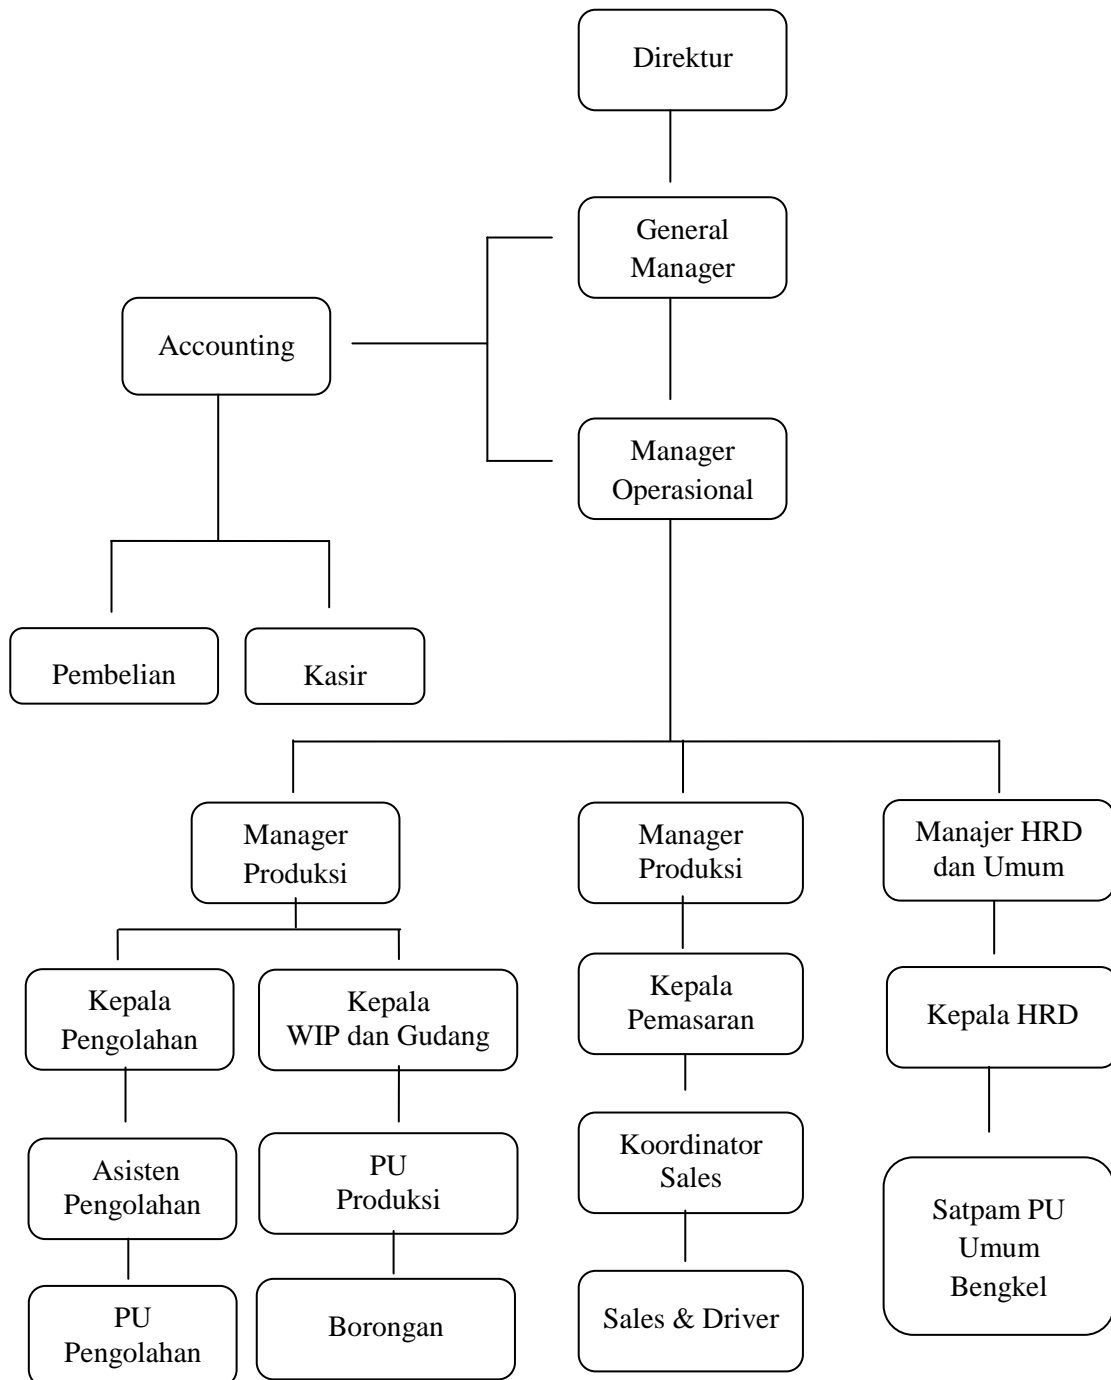 Direktur
General
Manager
Accounting
Manager
Operasional
Pembelian
Kasir
Manager
Produksi
Manager
Produksi
Manajer HRD
dan Umum
Kepala
Pengolahan
Kepala
WIP dan Gudang
Kepala
Pemasaran
Kepala HRD
Asisten
Pengolahan
PU
Produksi
Koordinator
Sales
Satpam PU
Umum
Bengkel
PU
Pengolahan
Borongan
Sales & Driver